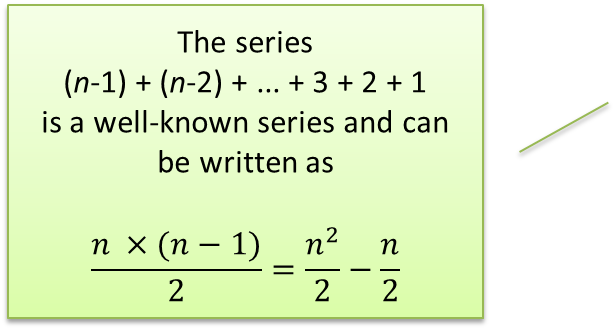 The series
(n-1) + (n-2) + ... + 3 + 2 + 1
is a well-known series and can
be written as
n × (n − 1) / 2 = n² / 2 − n / 2